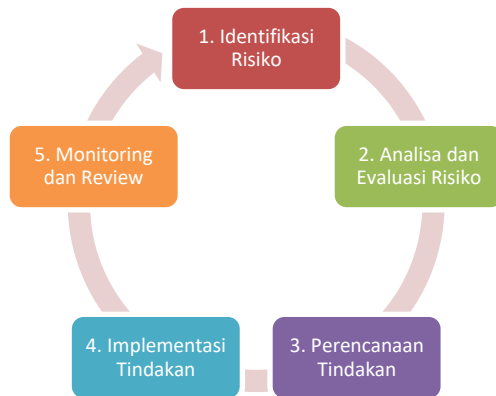 1. Identifikasi
Risiko
2. Analisa dan
Evaluasi Risiko
3. Perencanaan
Tindakan
4. Implementasi
Tindakan
5. Monitoring
dan Review